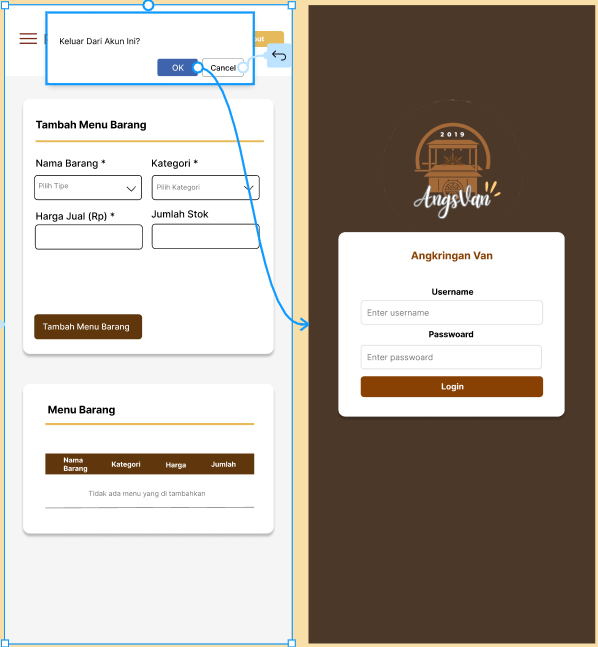 Keluar Dari Akun Ini?
out
OK
Cancel
Tambah Menu Barang
Nama Barang *
Kategori *
Pilih Tipe
Pilih Kategori
Harga Jual (Rp) *
Jumlah Stok
Tambah Menu Barang
Menu Barang
Nama
Barang
Kategori
Harga
Jumlah
Tidak ada menu yang di tambahkan
2019
AngsVan
Angkringan Van
Username
Enter username
Passwoard
Enter passwoard
Login